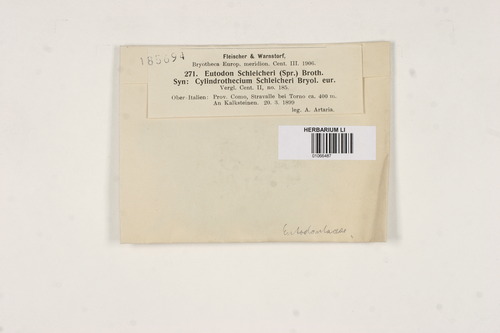 185694
Fleischer & Warnstorf,
Bryotheca Europ. meridion. Cent. III. 1906.
271. Entodon Schleicheri (Spr.) Broth.
Syn: Cylindrothecium Schleicheri Bryol. eur.
Vergl. Cent. II, no. 185.
Ober-Italien: Prov. Como, Stravalle bei Torno ca. 400 m.
An Kalksteinen. 20. 3. 1899
leg. A. Artaria.
HERBARIUM LI
01066487
Entodontaceae.